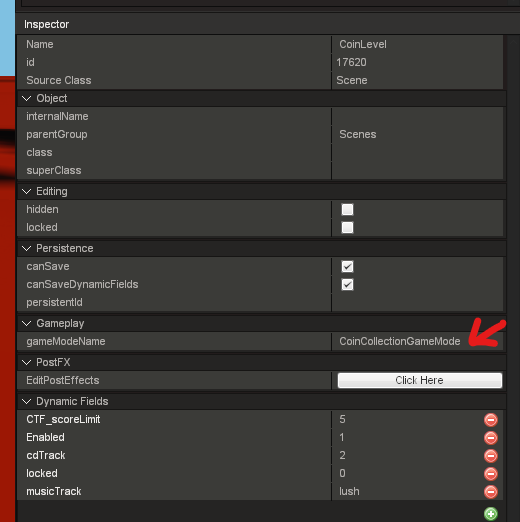 Inspector
Name CoinLevel
id 17620
Source Class Scene
Object
internalName
parentGroup Scenes
class
superClass
Editing
hidden
locked
Persistence
canSave
canSaveDynamicFields
persistentId
Gameplay
gameModeName CoinCollectionGameMode
PostFX
EditPostEffects Click Here
Dynamic Fields
CTF_scoreLimit 5
Enabled 1
cdTrack 2
locked 0
musicTrack lush